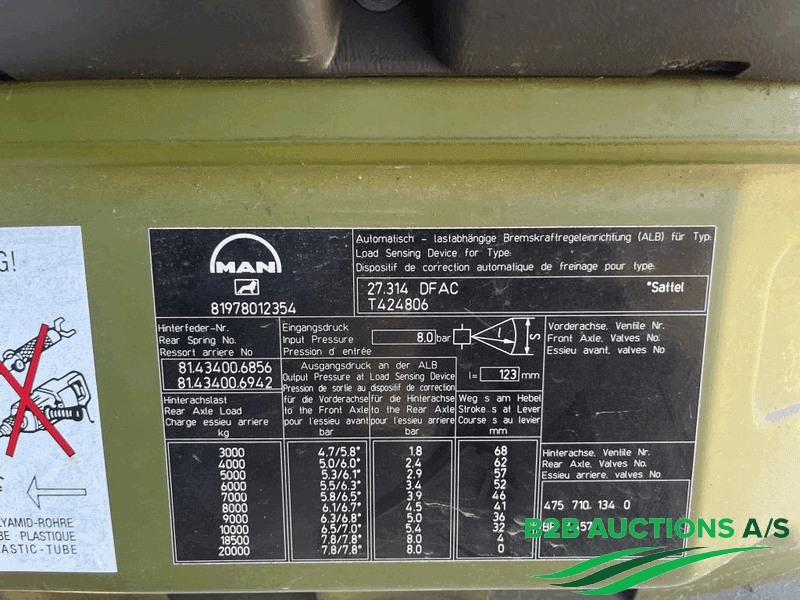 MAN
81978012354
Automatisch - lastabhängige Bremskraftregeleinrichtung (ALB) für Typ:
Load Sensing Device for Type:
Dispositif de correction automatique de freinage pour type:
27.314 DFAC *Sattel
T424806
Hinterfeder-Nr.
Rear Spring No.
Ressort arriere No
81.43400.6856
81.43400.6942
Eingangsdruck
Input Pressure 8.0 bar
Pression d'entrée
S
L
Ausgangsdruck an der ALB
Output Pressure at Load Sensing Device
Pression de sortie au dispositif de correction
l= 123 mm
Vorderachse, Ventile Nr.
Front Axle, Valves No.
Essieu avant, valves No
Hinterachslast
Rear Axle Load
Charge essieu arriere
kg
für die Vorderachse
to the Front Axle
pour l'essieu avant
bar
für die Hinterachse
to the Rear Axle
pour l'essieu arriere
bar
Weg s am Hebel
Stroke s at Lever
Course s au levier
mm
3000 4.7/5.8* 1.8 68
4000 5.0/6.0* 2.4 62
5000 5.3/6.1* 2.9 57
6000 5.5/6.3* 3.4 52
7000 5.8/6.5* 3.9 46
8000 6.1/6.7* 4.5 41
9000 6.3/6.8* 5.0 36
10000 6.5/7.0* 5.4 32
18500 7.8/7.8* 8.0 4
20000 7.8/7.8* 8.0 0
Hinterachse, Ventile Nr.
Rear Axle, Valves No.
Essieu arriere, valves No
475 710 134 0
G!
LYAMID-ROHRE
BE PLASTIQUE
ASTIC-TUBE
B2B AUCTIONS A/S